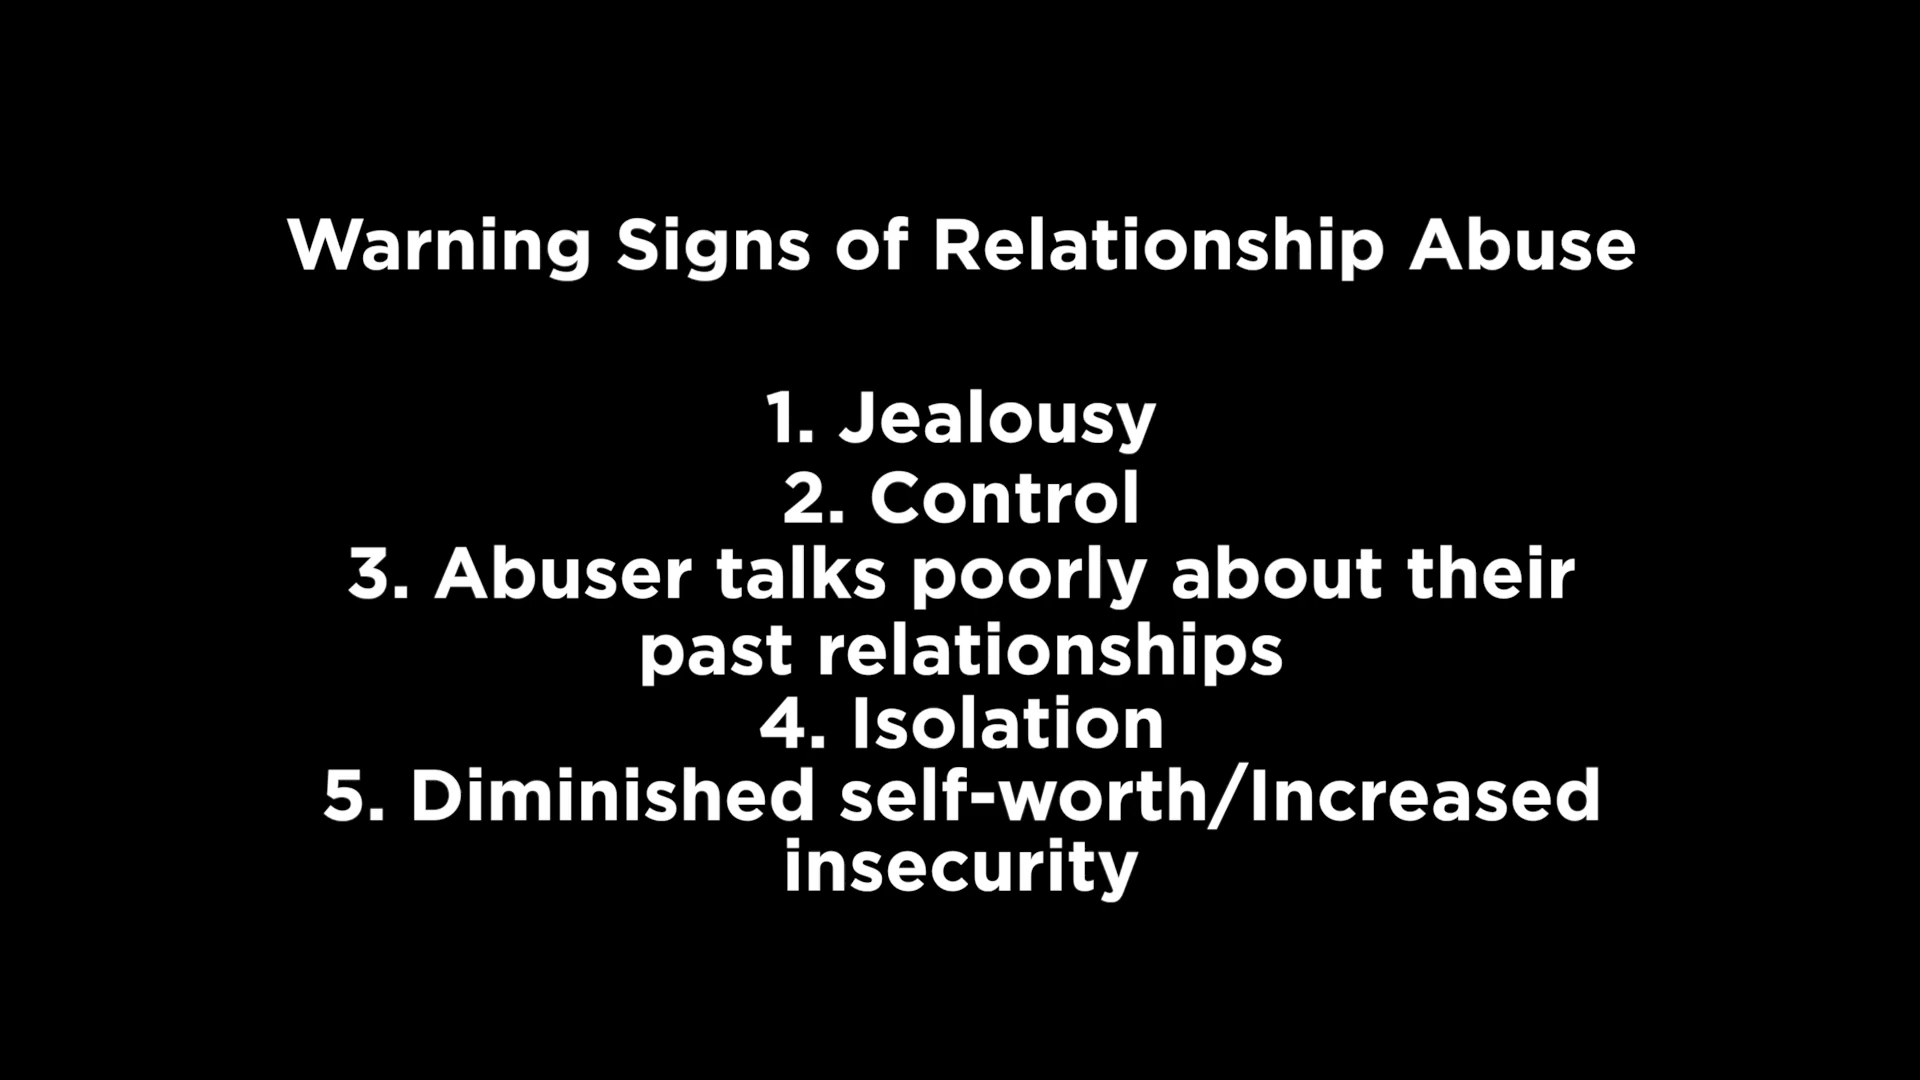 Warning Signs of Relationship Abuse
1. Jealousy
2. Control
3. Abuser talks poorly about their
past relationships
4. Isolation
5. Diminished self-worth/Increased
insecurity